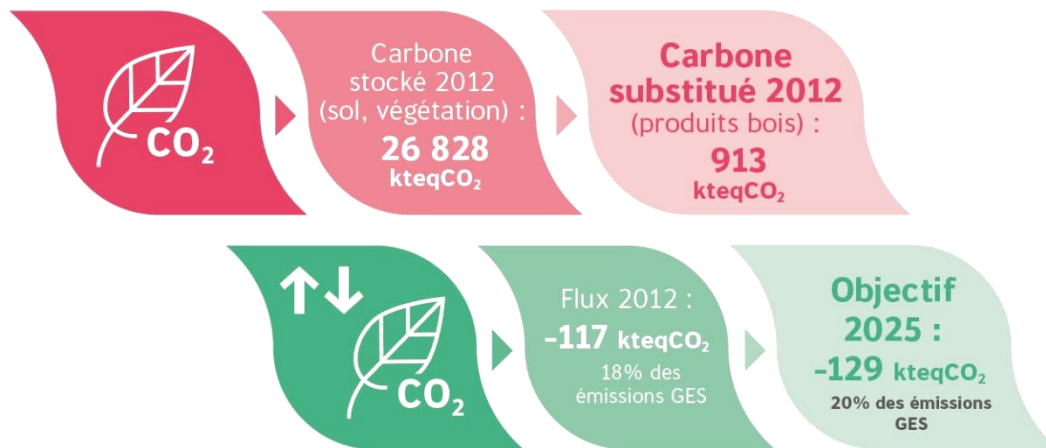 CO₂
Carbone
stocké 2012
(sol, végétation) :
26 828
kteqCO₂
Carbone
substitué 2012
(produits bois) :
913
kteqCO₂
CO₂
Flux 2012 :
-117 kteqCO₂
18% des
émissions GES
Objectif
2025 :
-129 kteqCO₂
20% des émissions
GES